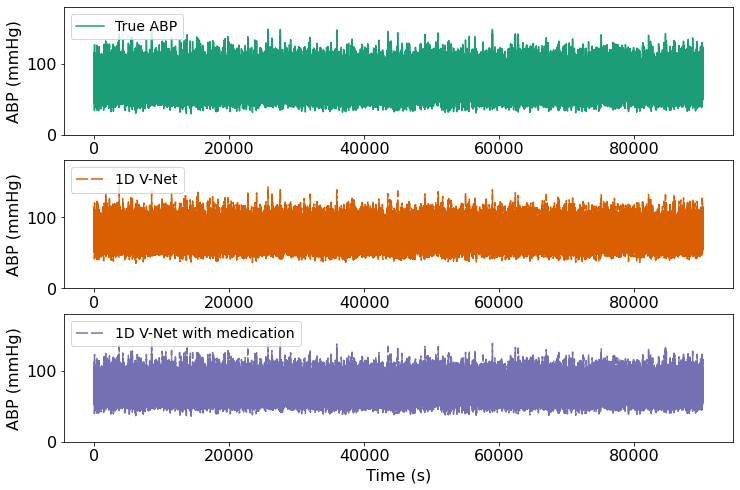 True ABP
ABP (mmHg)
100
0
0 20000 40000 60000 80000
1D V-Net
ABP (mmHg)
100
0
0 20000 40000 60000 80000
1D V-Net with medication
ABP (mmHg)
100
0
0 20000 40000 60000 80000
Time (s)